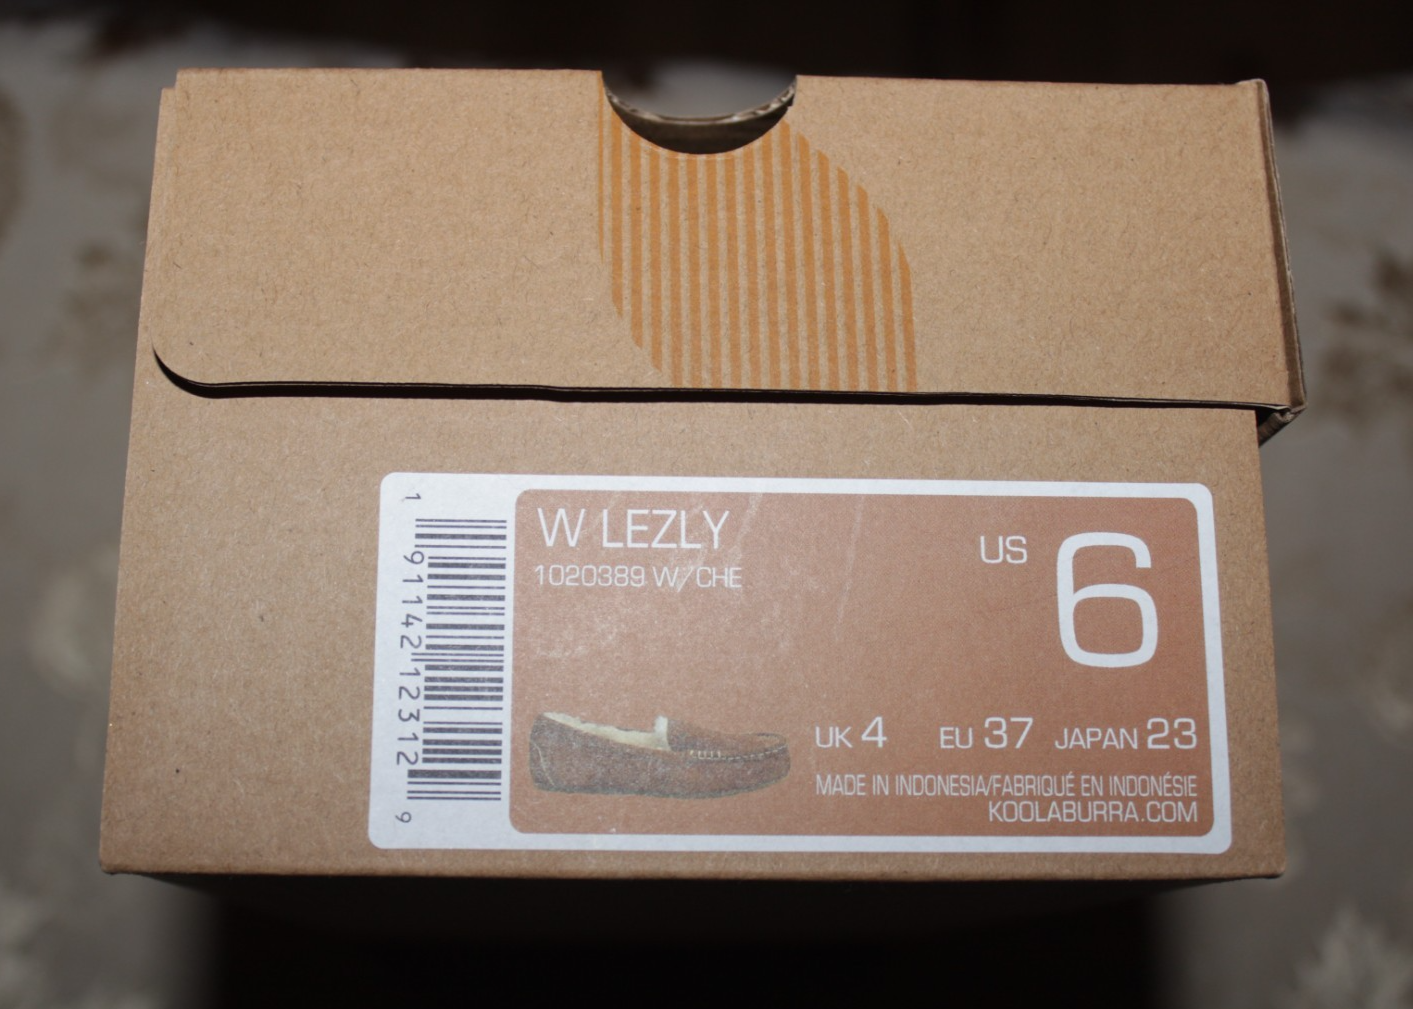 1 91142 12312 9
W LEZLY
1020389 W/CHE
US 6
UK 4 EU 37 JAPAN 23
MADE IN INDONESIA/FABRIQUÉ EN INDONÉSIE
KOOLABURRA.COM